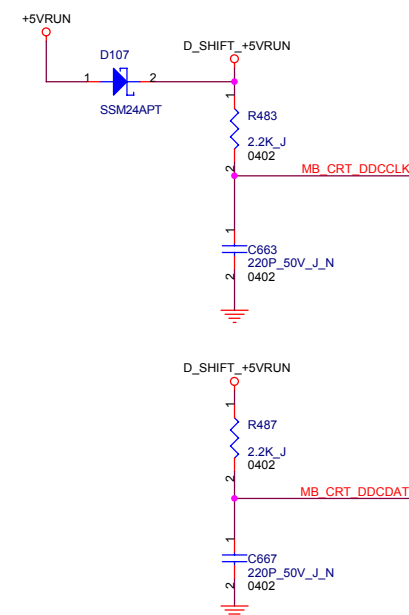 +5VRUN
D_SHIFT_+5VRUN
D107
1
2
SSM24APT
1
R483
2.2K_J
0402
2
MB_CRT_DDCCLK
1
C663
220P_50V_J_N
2
0402
D_SHIFT_+5VRUN
1
R487
2.2K_J
2
0402
MB_CRT_DDCDAT
1
C667
220P_50V_J_N
2
0402